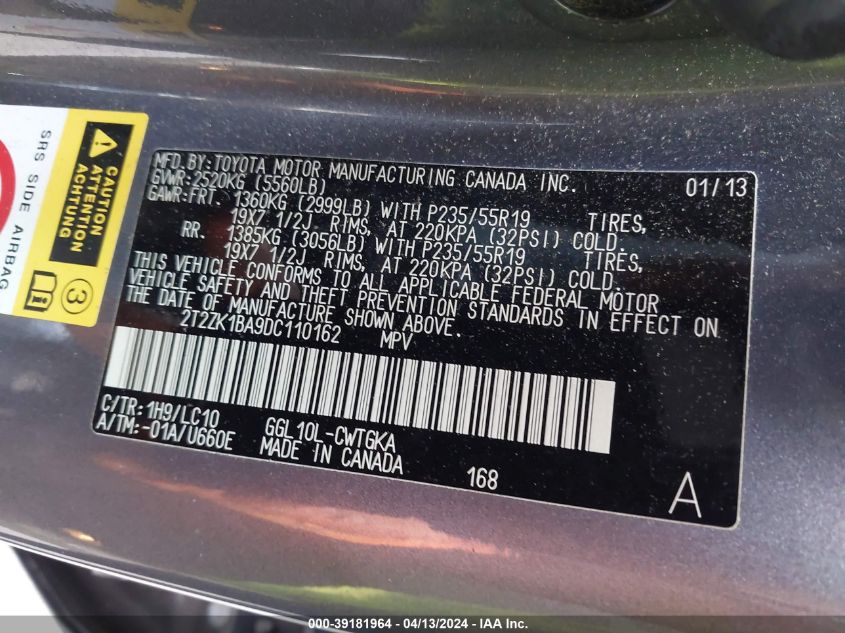 SRS SIDE AIRBAG
CAUTION
ATTENTION
ACHTUNG
3
MFD.BY:TOYOTA MOTOR MANUFACTURING CANADA INC. 01/13
GVWR:2520KG (5560LB)
GAWR:FRT. 1360KG (2999LB) WITH P235/55R19 TIRES,
19X7 1/2J RIMS, AT 220KPA (32PSI) COLD.
RR. 1385KG (3056LB) WITH P235/55R19 TIRES,
19X7 1/2J RIMS, AT 220KPA (32PSI) COLD.
THIS VEHICLE CONFORMS TO ALL APPLICABLE FEDERAL MOTOR
VEHICLE SAFETY AND THEFT PREVENTION STANDARDS IN EFFECT ON
THE DATE OF MANUFACTURE SHOWN ABOVE.
2T2ZK1BA9DC110162 MPV
C/TR:1H9/LC10
A/TM:-01A/U660E
GGL10L-CWTGKA
MADE IN CANADA
168
A
000-39181964 - 04/13/2024 - IAA Inc.